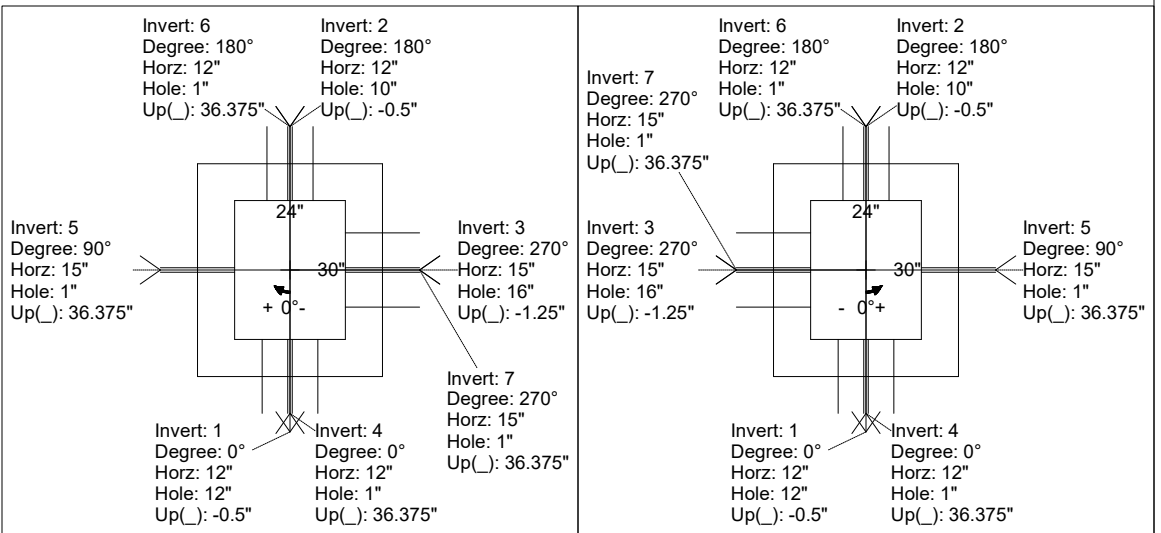 Invert: 6
Degree: 180°
Horz: 12"
Hole: 1"
Up(_): 36.375"
Invert: 2
Degree: 180°
Horz: 12"
Hole: 10"
Up(_): -0.5"
24"
Invert: 5
Degree: 90°
Horz: 15"
Hole: 1"
Up(_): 36.375"
30"
Invert: 3
Degree: 270°
Horz: 15"
Hole: 16"
Up(_): -1.25"
+ 0°-
Invert: 7
Degree: 270°
Horz: 15"
Hole: 1"
Up(_): 36.375"
Invert: 1
Degree: 0°
Horz: 12"
Hole: 12"
Up(_): -0.5"
Invert: 4
Degree: 0°
Horz: 12"
Hole: 1"
Up(_): 36.375"
Invert: 6
Degree: 180°
Horz: 12"
Hole: 1"
Up(_): 36.375"
Invert: 2
Degree: 180°
Horz: 12"
Hole: 10"
Up(_): -0.5"
Invert: 7
Degree: 270°
Horz: 15"
Hole: 1"
Up(_): 36.375"
24"
Invert: 3
Degree: 270°
Horz: 15"
Hole: 16"
Up(_): -1.25"
30"
Invert: 5
Degree: 90°
Horz: 15"
Hole: 1"
Up(_): 36.375"
- 0°+
Invert: 1
Degree: 0°
Horz: 12"
Hole: 12"
Up(_): -0.5"
Invert: 4
Degree: 0°
Horz: 12"
Hole: 1"
Up(_): 36.375"